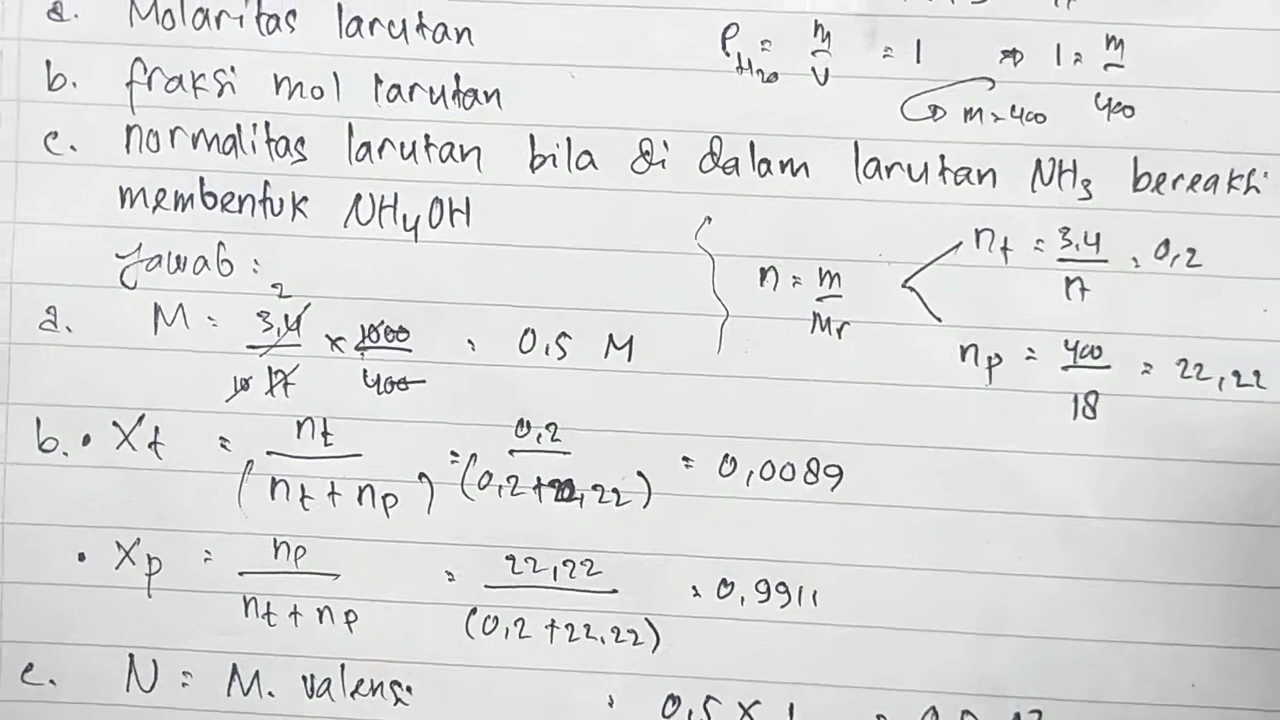 a. Molaritas larutan
ρH2O = m/V = 1 ⇒ 1 = m/400
m = 400
b. fraksi mol larutan
c. normalitas larutan bila di dalam larutan NH3 bereaksi
membentuk NH4OH
Jawab :
n = m/Mr
nt = 3,4/17 = 0,2
np = 400/18 = 22,22
a. M = 3,4/17 × 1000/400 = 0,5 M
b. • Xt = nt/(nt + np) = 0,2/(0,2 + 22,22) = 0,0089
• Xp = np/nt + np = 22,22/(0,2 + 22,22) = 0,9911
c. N = M. valensi = 0,5 × 1